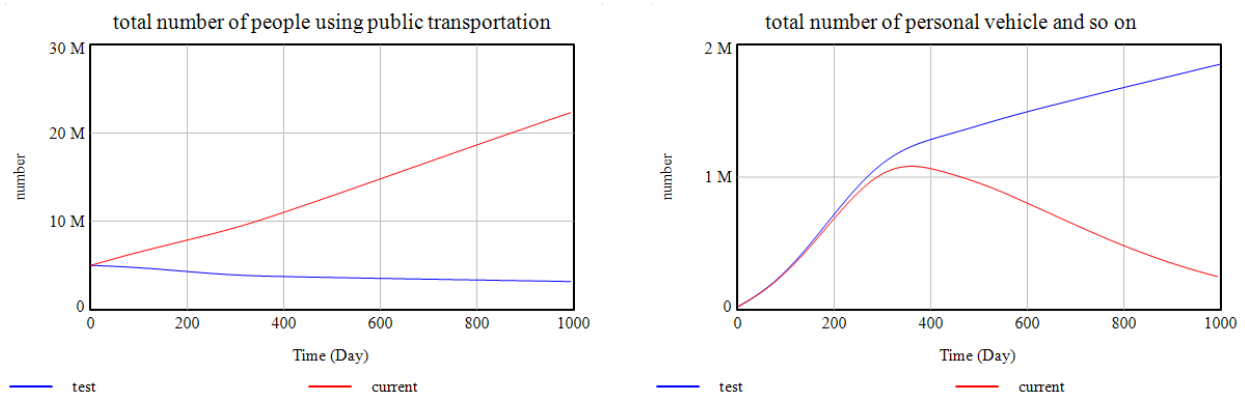 total number of people using public transportation
30 M
20 M
10 M
0
number
0 200 400 600 800 1000
Time (Day)
test current
total number of personal vehicle and so on
2 M
1 M
0
number
0 200 400 600 800 1000
Time (Day)
test current